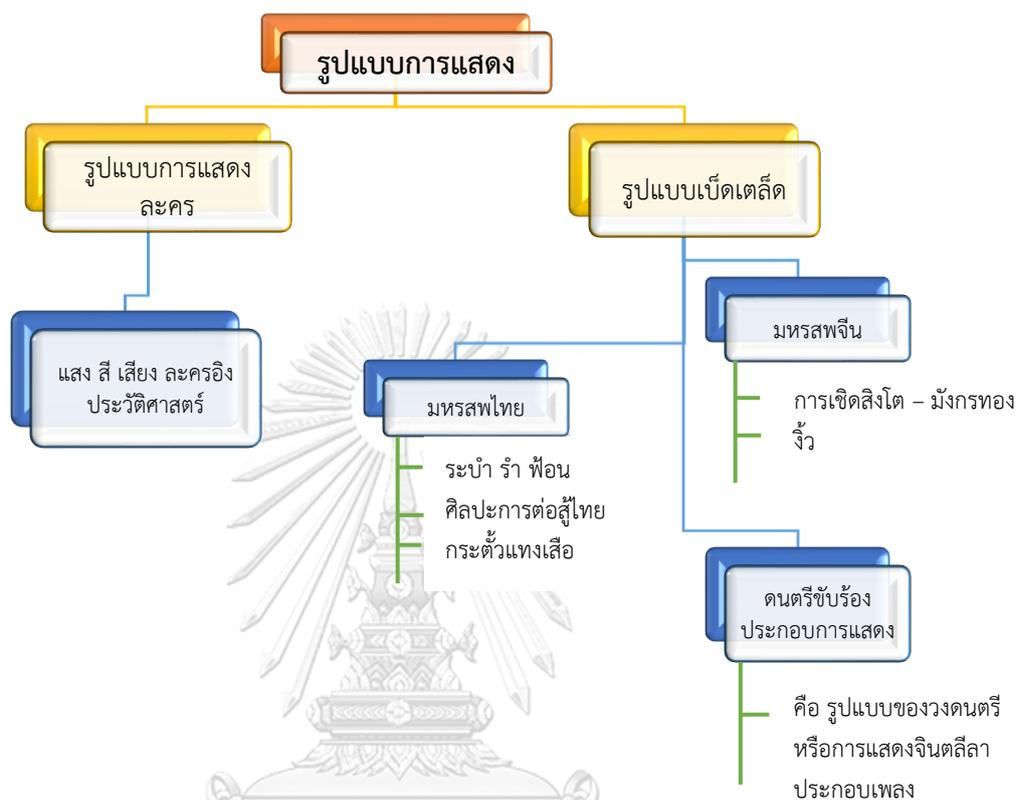 รูปแบบการแสดง
รูปแบบการแสดง
ละคร
แสง สี เสียง ละครอิง
ประวัติศาสตร์
รูปแบบเบ็ดเตล็ด
มหรสพไทย
ระบำ รำ ฟ้อน
ศิลปะการต่อสู้ไทย
กระตั้วแทงเสือ
มหรสพจีน
การเชิดสิงโต – มังกรทอง
งิ้ว
ดนตรีขับร้อง
ประกอบการแสดง
คือ รูปแบบของวงดนตรี
หรือการแสดงจินตลีลา
ประกอบเพลง